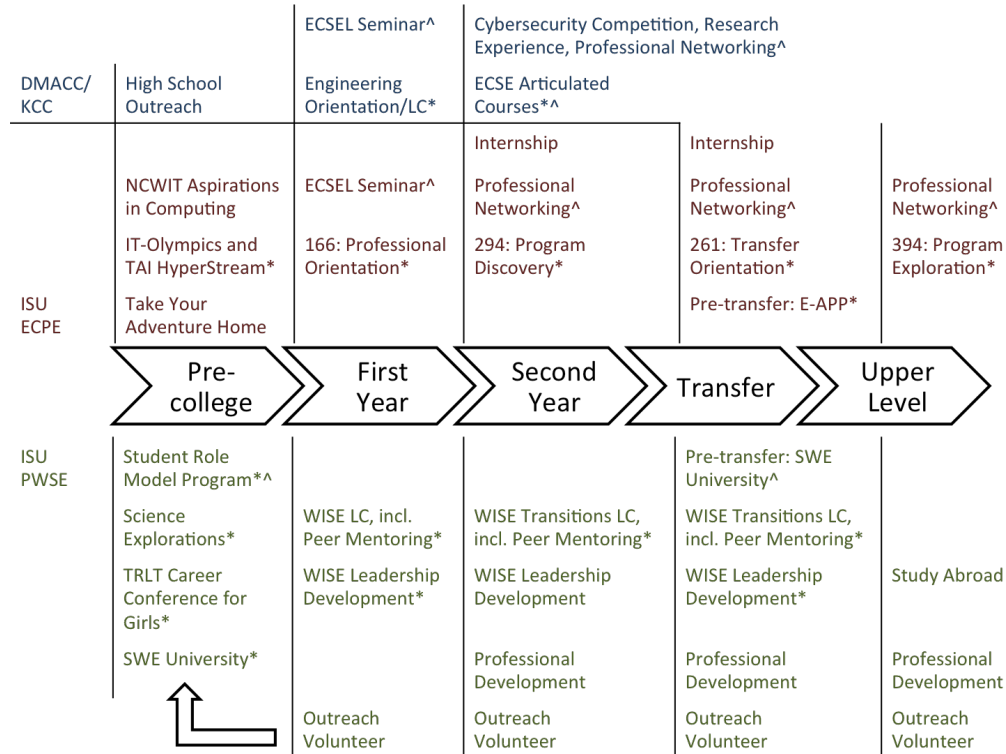 ECSEL Seminar^
Cybersecurity Competition, Research
Experience, Professional Networking^
DMACC/
KCC
High School
Outreach
Engineering
Orientation/LC*
ECSE Articulated
Courses*^
Internship
Internship
NCWIT Aspirations
in Computing
ECSEL Seminar^
Professional
Networking^
Professional
Networking^
Professional
Networking^
IT-Olympics and
TAI HyperStream*
166: Professional
Orientation*
294: Program
Discovery*
261: Transfer
Orientation*
394: Program
Exploration*
ISU
ECPE
Take Your
Adventure Home
Pre-transfer: E-APP*
Pre-
college
First
Year
Second
Year
Transfer
Upper
Level
ISU
PWSE
Student Role
Model Program*^
Pre-transfer: SWE
University^
Science
Explorations*
WISE LC, incl.
Peer Mentoring*
WISE Transitions LC,
incl. Peer Mentoring*
WISE Transitions LC,
incl. Peer Mentoring*
TRLT Career
Conference for
Girls*
WISE Leadership
Development*
WISE Leadership
Development
WISE Leadership
Development*
Study Abroad
SWE University*
Professional
Development
Professional
Development
Professional
Development
Outreach
Volunteer
Outreach
Volunteer
Outreach
Volunteer
Outreach
Volunteer